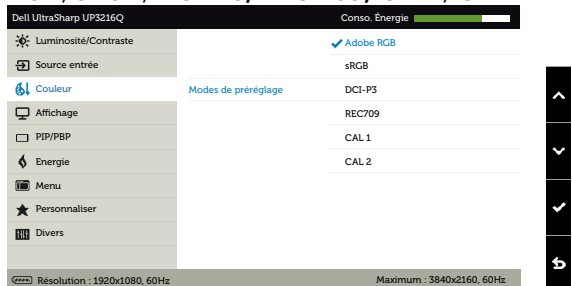 Dell UltraSharp UP3216Q Conso. Énergie
Luminosité/Contraste Adobe RGB
Source entrée sRGB
Couleur Modes de préréglage DCI-P3
Affichage REC709
PIP/PBP CAL 1
Energie CAL 2
Menu
Personnaliser
Divers
Résolution : 1920x1080, 60Hz Maximum : 3840x2160, 60Hz